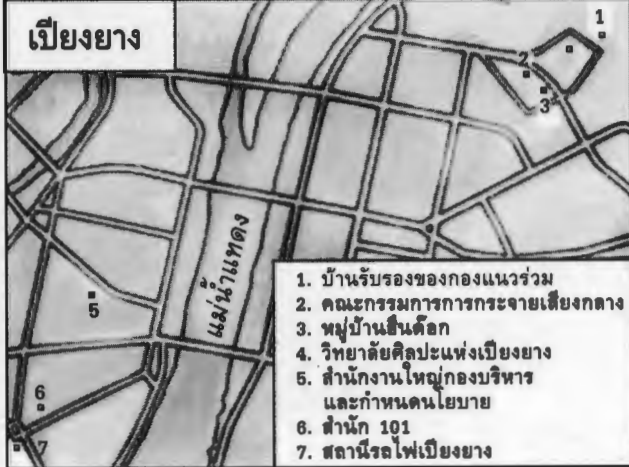 เปียงยาง
1
2
3
แม่น้ำแทดง
5
6
7
1. บ้านรับรองของกองแนวร่วม
2. คณะกรรมการการกระจายเสียงกลาง
3. หมู่บ้านสินด๊อก
4. วิทยาลัยศิลปะแห่งเปียงยาง
5. สำนักงานใหญ่กองบริหาร
และกำหนดนโยบาย
6. สำนัก 101
7. สถานีรถไฟเปียงยาง